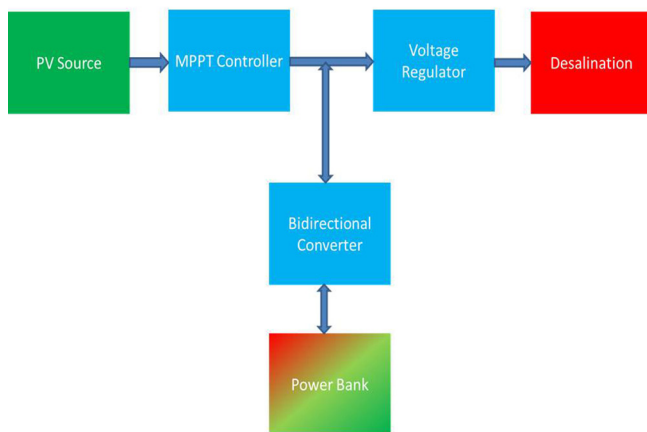 PV Source
MPPT Controller
Voltage
Regulator
Desalination
Bidirectional
Converter
Power Bank